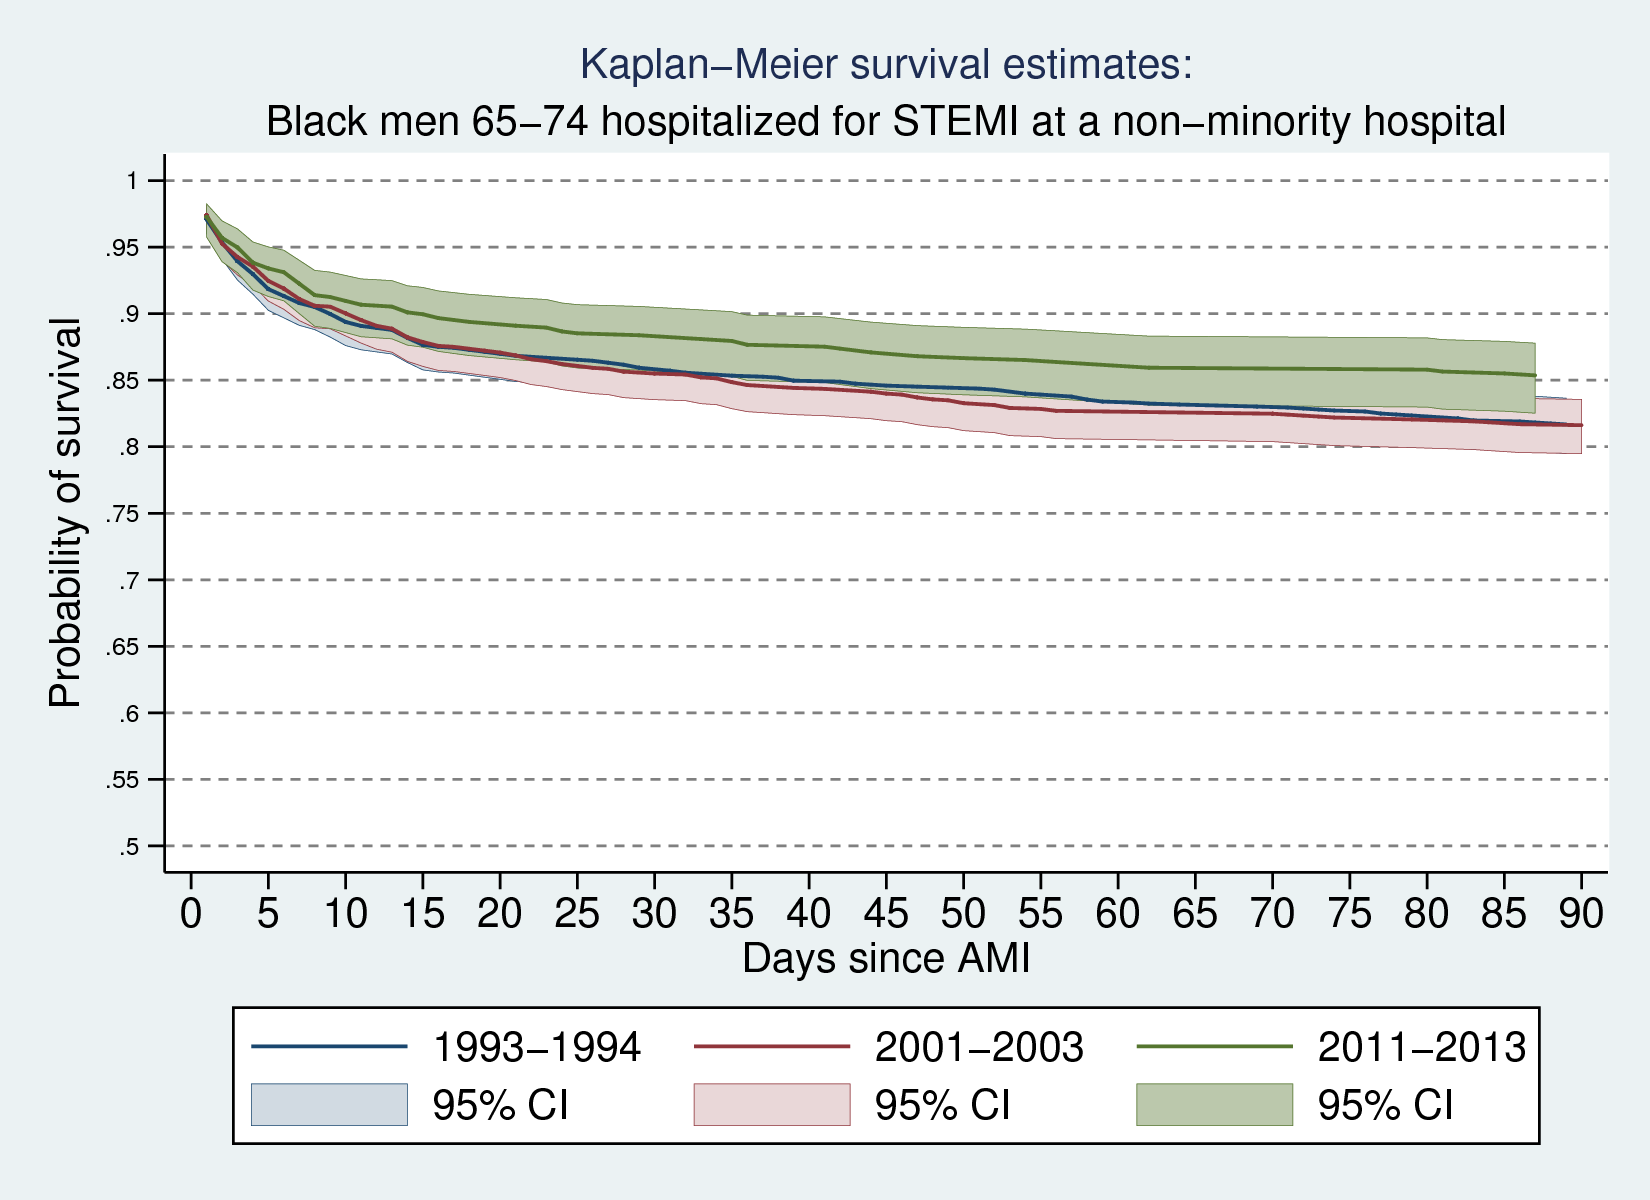 Kaplan–Meier survival estimates:
Black men 65–74 hospitalized for STEMI at a non–minority hospital
Probability of survival
1
.95
.9
.85
.8
.75
.7
.65
.6
.55
.5
0 5 10 15 20 25 30 35 40 45 50 55 60 65 70 75 80 85 90
Days since AMI
1993–1994 2001–2003 2011–2013
95% CI 95% CI 95% CI